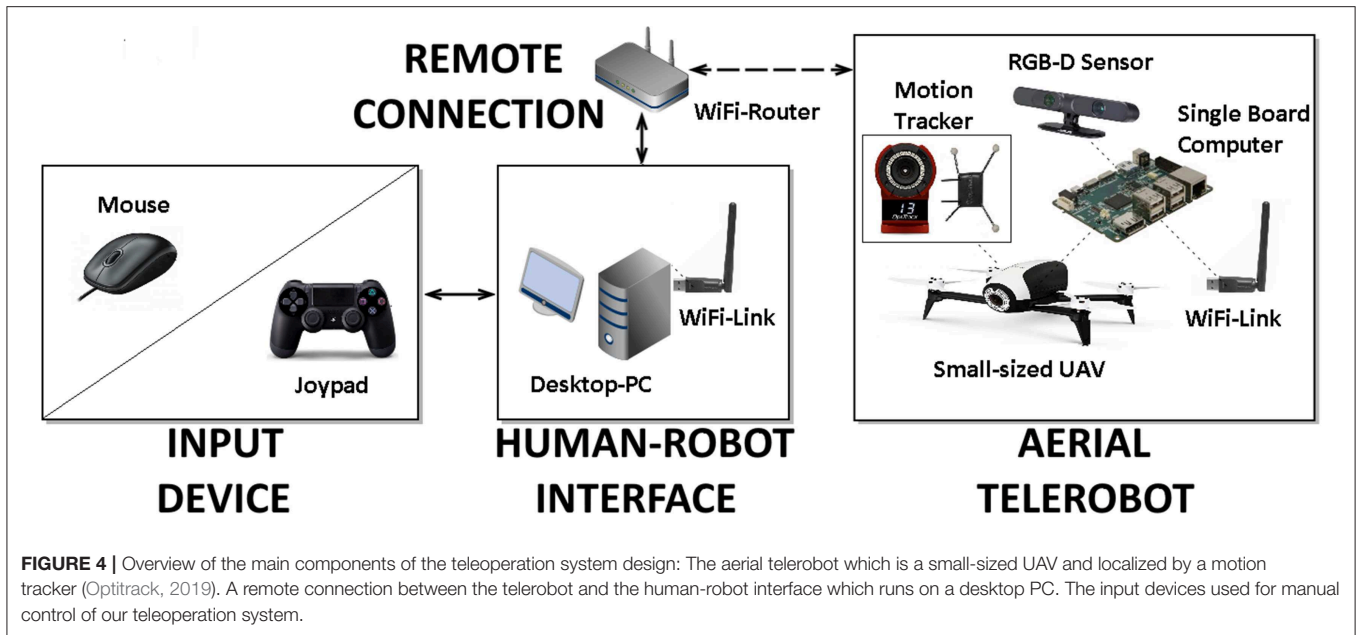 REMOTE
CONNECTION
WiFi-Router
RGB-D Sensor
Motion
Tracker
Single Board
Computer
13
OptiTrack
Small-sized UAV
WiFi-Link
Mouse
Joypad
WiFi-Link
Desktop-PC
INPUT
DEVICE
HUMAN-ROBOT
INTERFACE
AERIAL
TELEROBOT
FIGURE 4 | Overview of the main components of the teleoperation system design: The aerial telerobot which is a small-sized UAV and localized by a motion
tracker (Optitrack, 2019). A remote connection between the telerobot and the human-robot interface which runs on a desktop PC. The input devices used for manual
control of our teleoperation system.